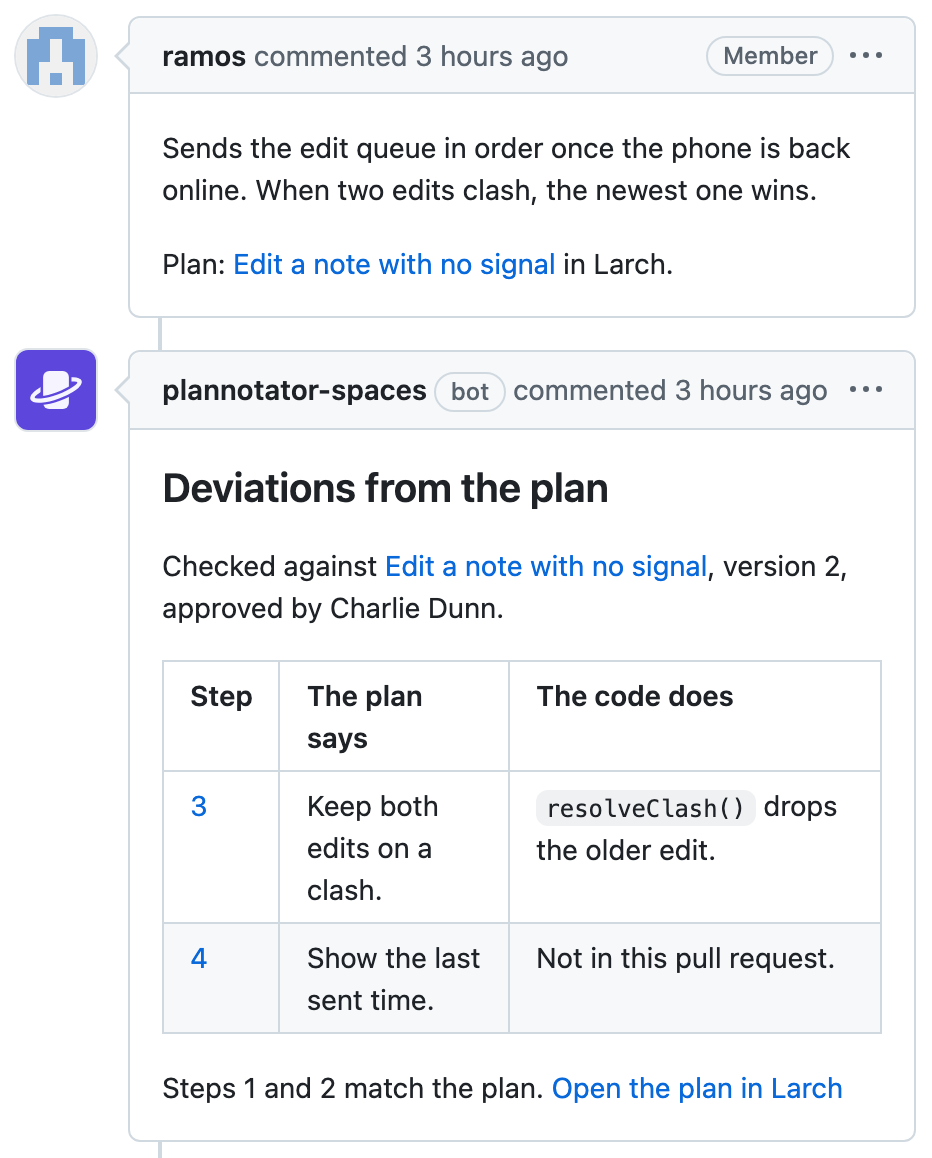 ramos commented 3 hours ago Member
Sends the edit queue in order once the phone is back
online. When two edits clash, the newest one wins.
Plan: Edit a note with no signal in Larch.
plannotator-spaces bot commented 3 hours ago
Deviations from the plan
Checked against Edit a note with no signal, version 2,
approved by Charlie Dunn.
Step The plan The code does
says
3 Keep both resolveClash() drops
edits on a the older edit.
clash.
4 Show the last Not in this pull request.
sent time.
Steps 1 and 2 match the plan. Open the plan in Larch